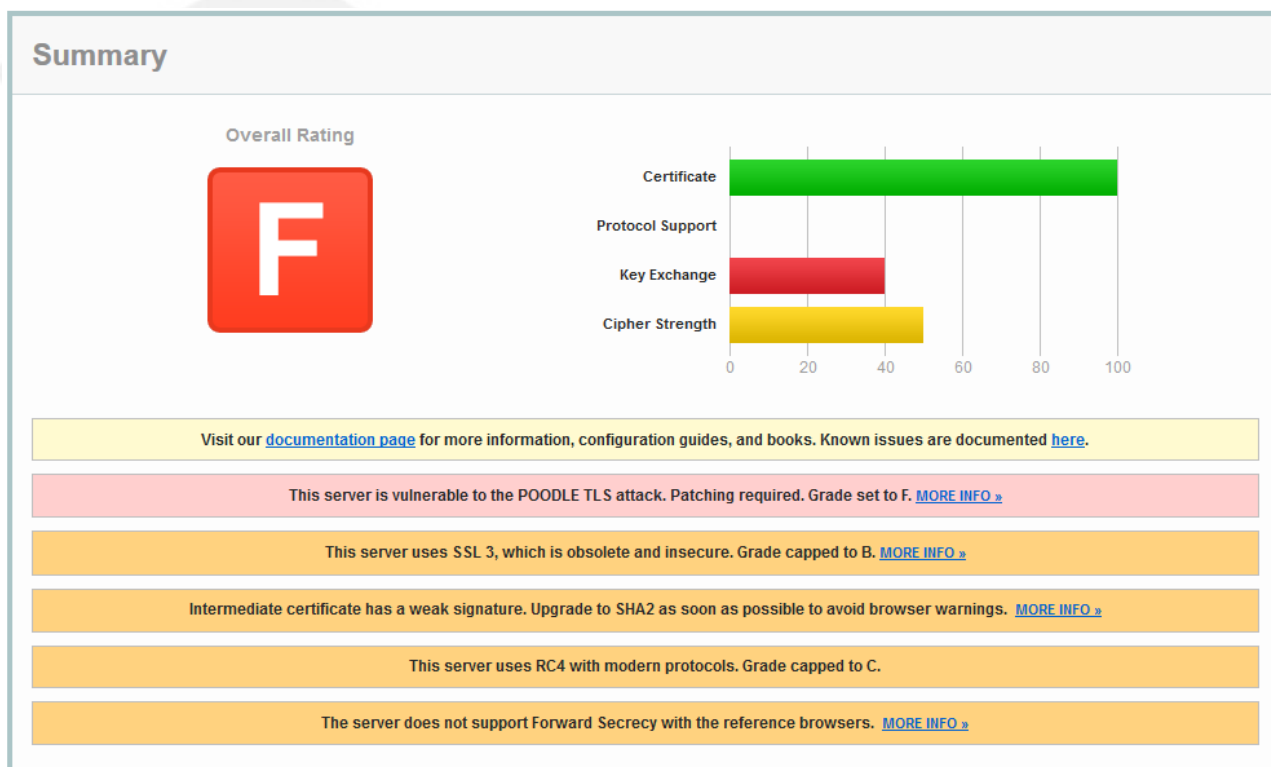 Summary
Overall Rating
F
Certificate
Protocol Support
Key Exchange
Cipher Strength
0 20 40 60 80 100
Visit our documentation page for more information, configuration guides, and books. Known issues are documented here.
This server is vulnerable to the POODLE TLS attack. Patching required. Grade set to F. MORE INFO »
This server uses SSL 3, which is obsolete and insecure. Grade capped to B. MORE INFO »
Intermediate certificate has a weak signature. Upgrade to SHA2 as soon as possible to avoid browser warnings. MORE INFO »
This server uses RC4 with modern protocols. Grade capped to C.
The server does not support Forward Secrecy with the reference browsers. MORE INFO »